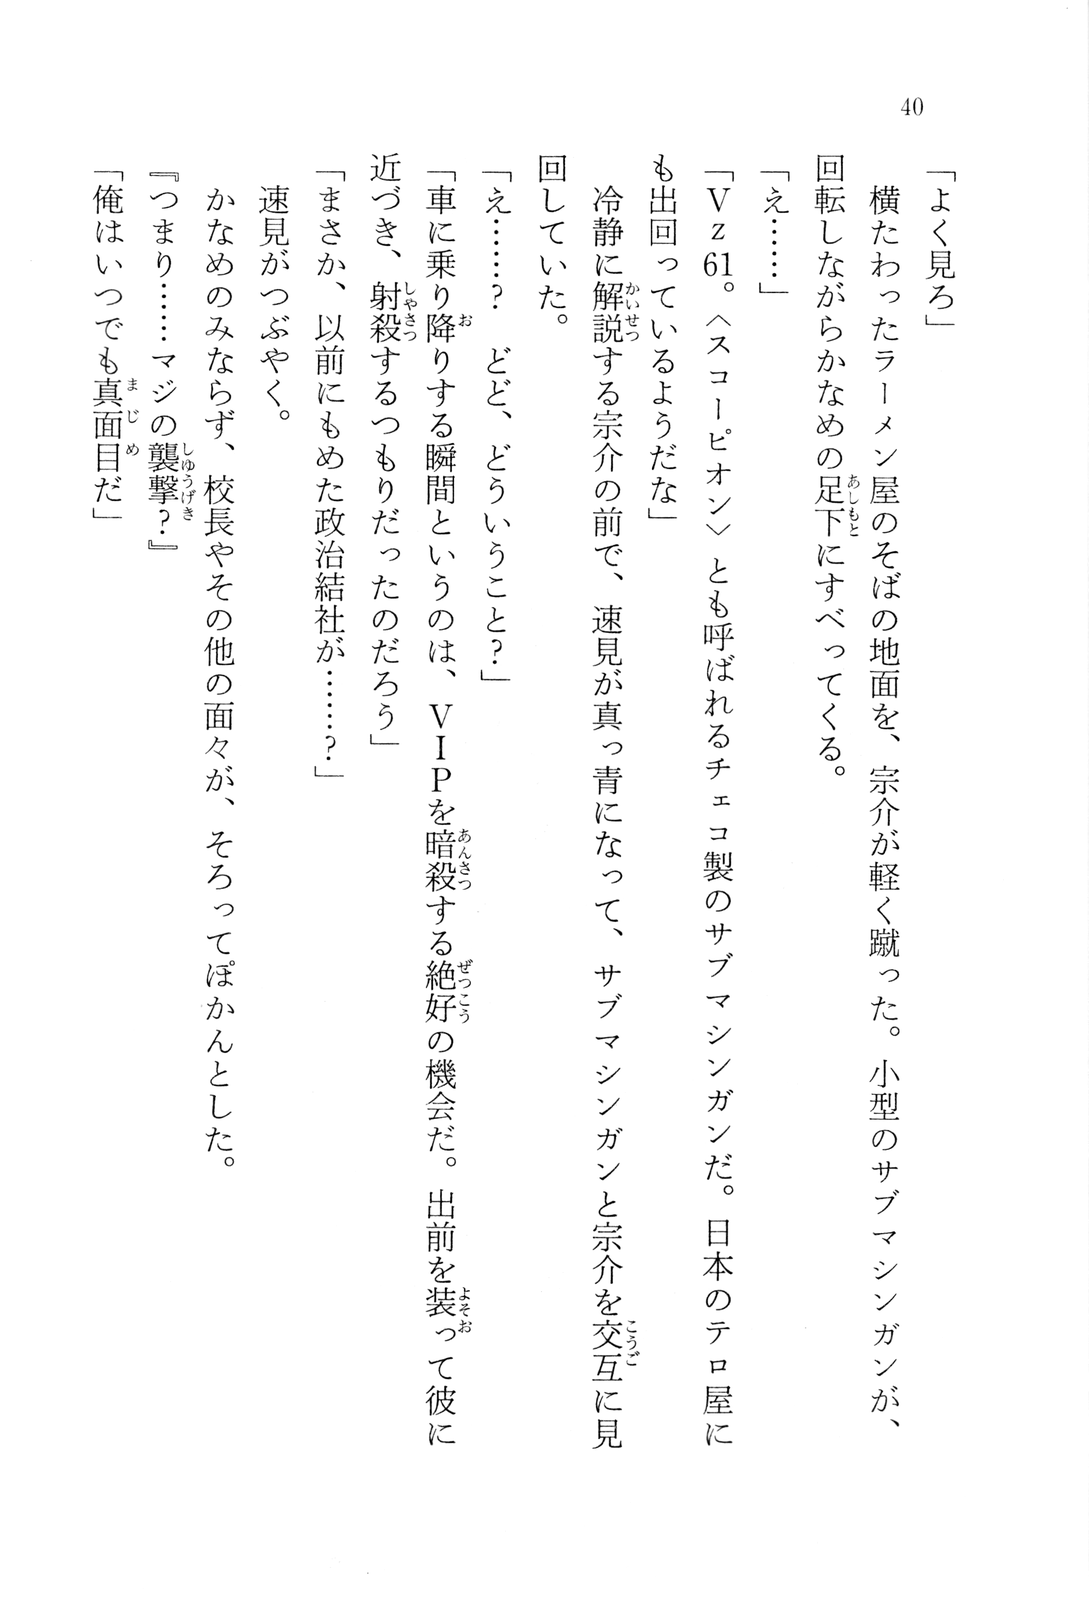 40
「よく見ろ」
横たわったラーメン屋のそばの地面を、宗介が軽く蹴った。小型のサブマシンガンが、
回転しながらかなめの足下にすべってくる。
「え……」
「Vz61。〈スコーピオン〉とも呼ばれるチェコ製のサブマシンガンだ。日本のテロ屋に
も出回っているようだな」
冷静に解説する宗介の前で、速見が真っ青になって、サブマシンガンと宗介を交互に見
回していた。
「え……？　どど、どういうこと？」
「車に乗り降りする瞬間というのは、VIPを暗殺する絶好の機会だ。出前を装って彼に
近づき、射殺するつもりだったのだろう」
「まさか、以前にもめた政治結社が……？」
速見がつぶやく。
かなめのみならず、校長やその他の面々が、そろってぽかんとした。
『つまり……マジの襲撃？』
「俺はいつでも真面目だ」